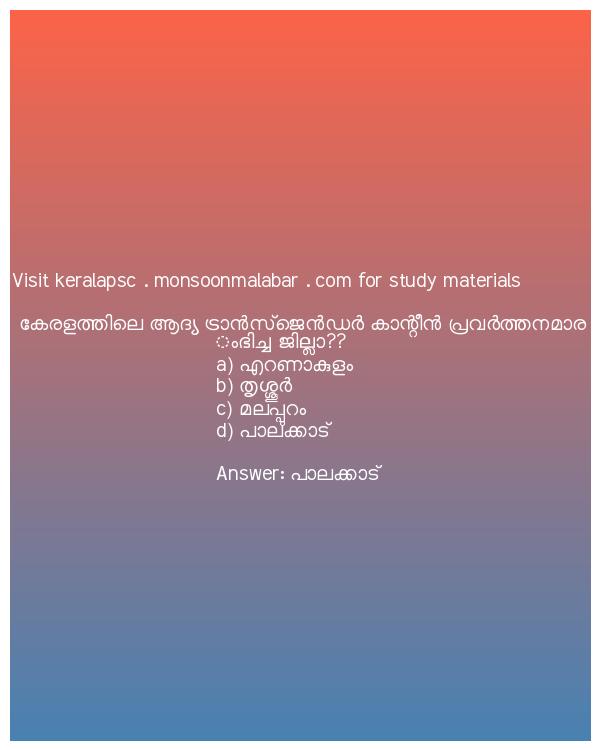 Visit keralapsc . monsoonmalabar . com for study materials
കേരളത്തിലെ ആദ്യ ട്രാൻസ്ജെൻഡർ കാന്റീൻ പ്രവർത്തനമാര
ംഭിച്ച ജില്ലാ??
a) എറണാകുളം
b) തൃശ്ശൂർ
c) മലപ്പുറം
d) പാലക്കാട്
Answer: പാലക്കാട്